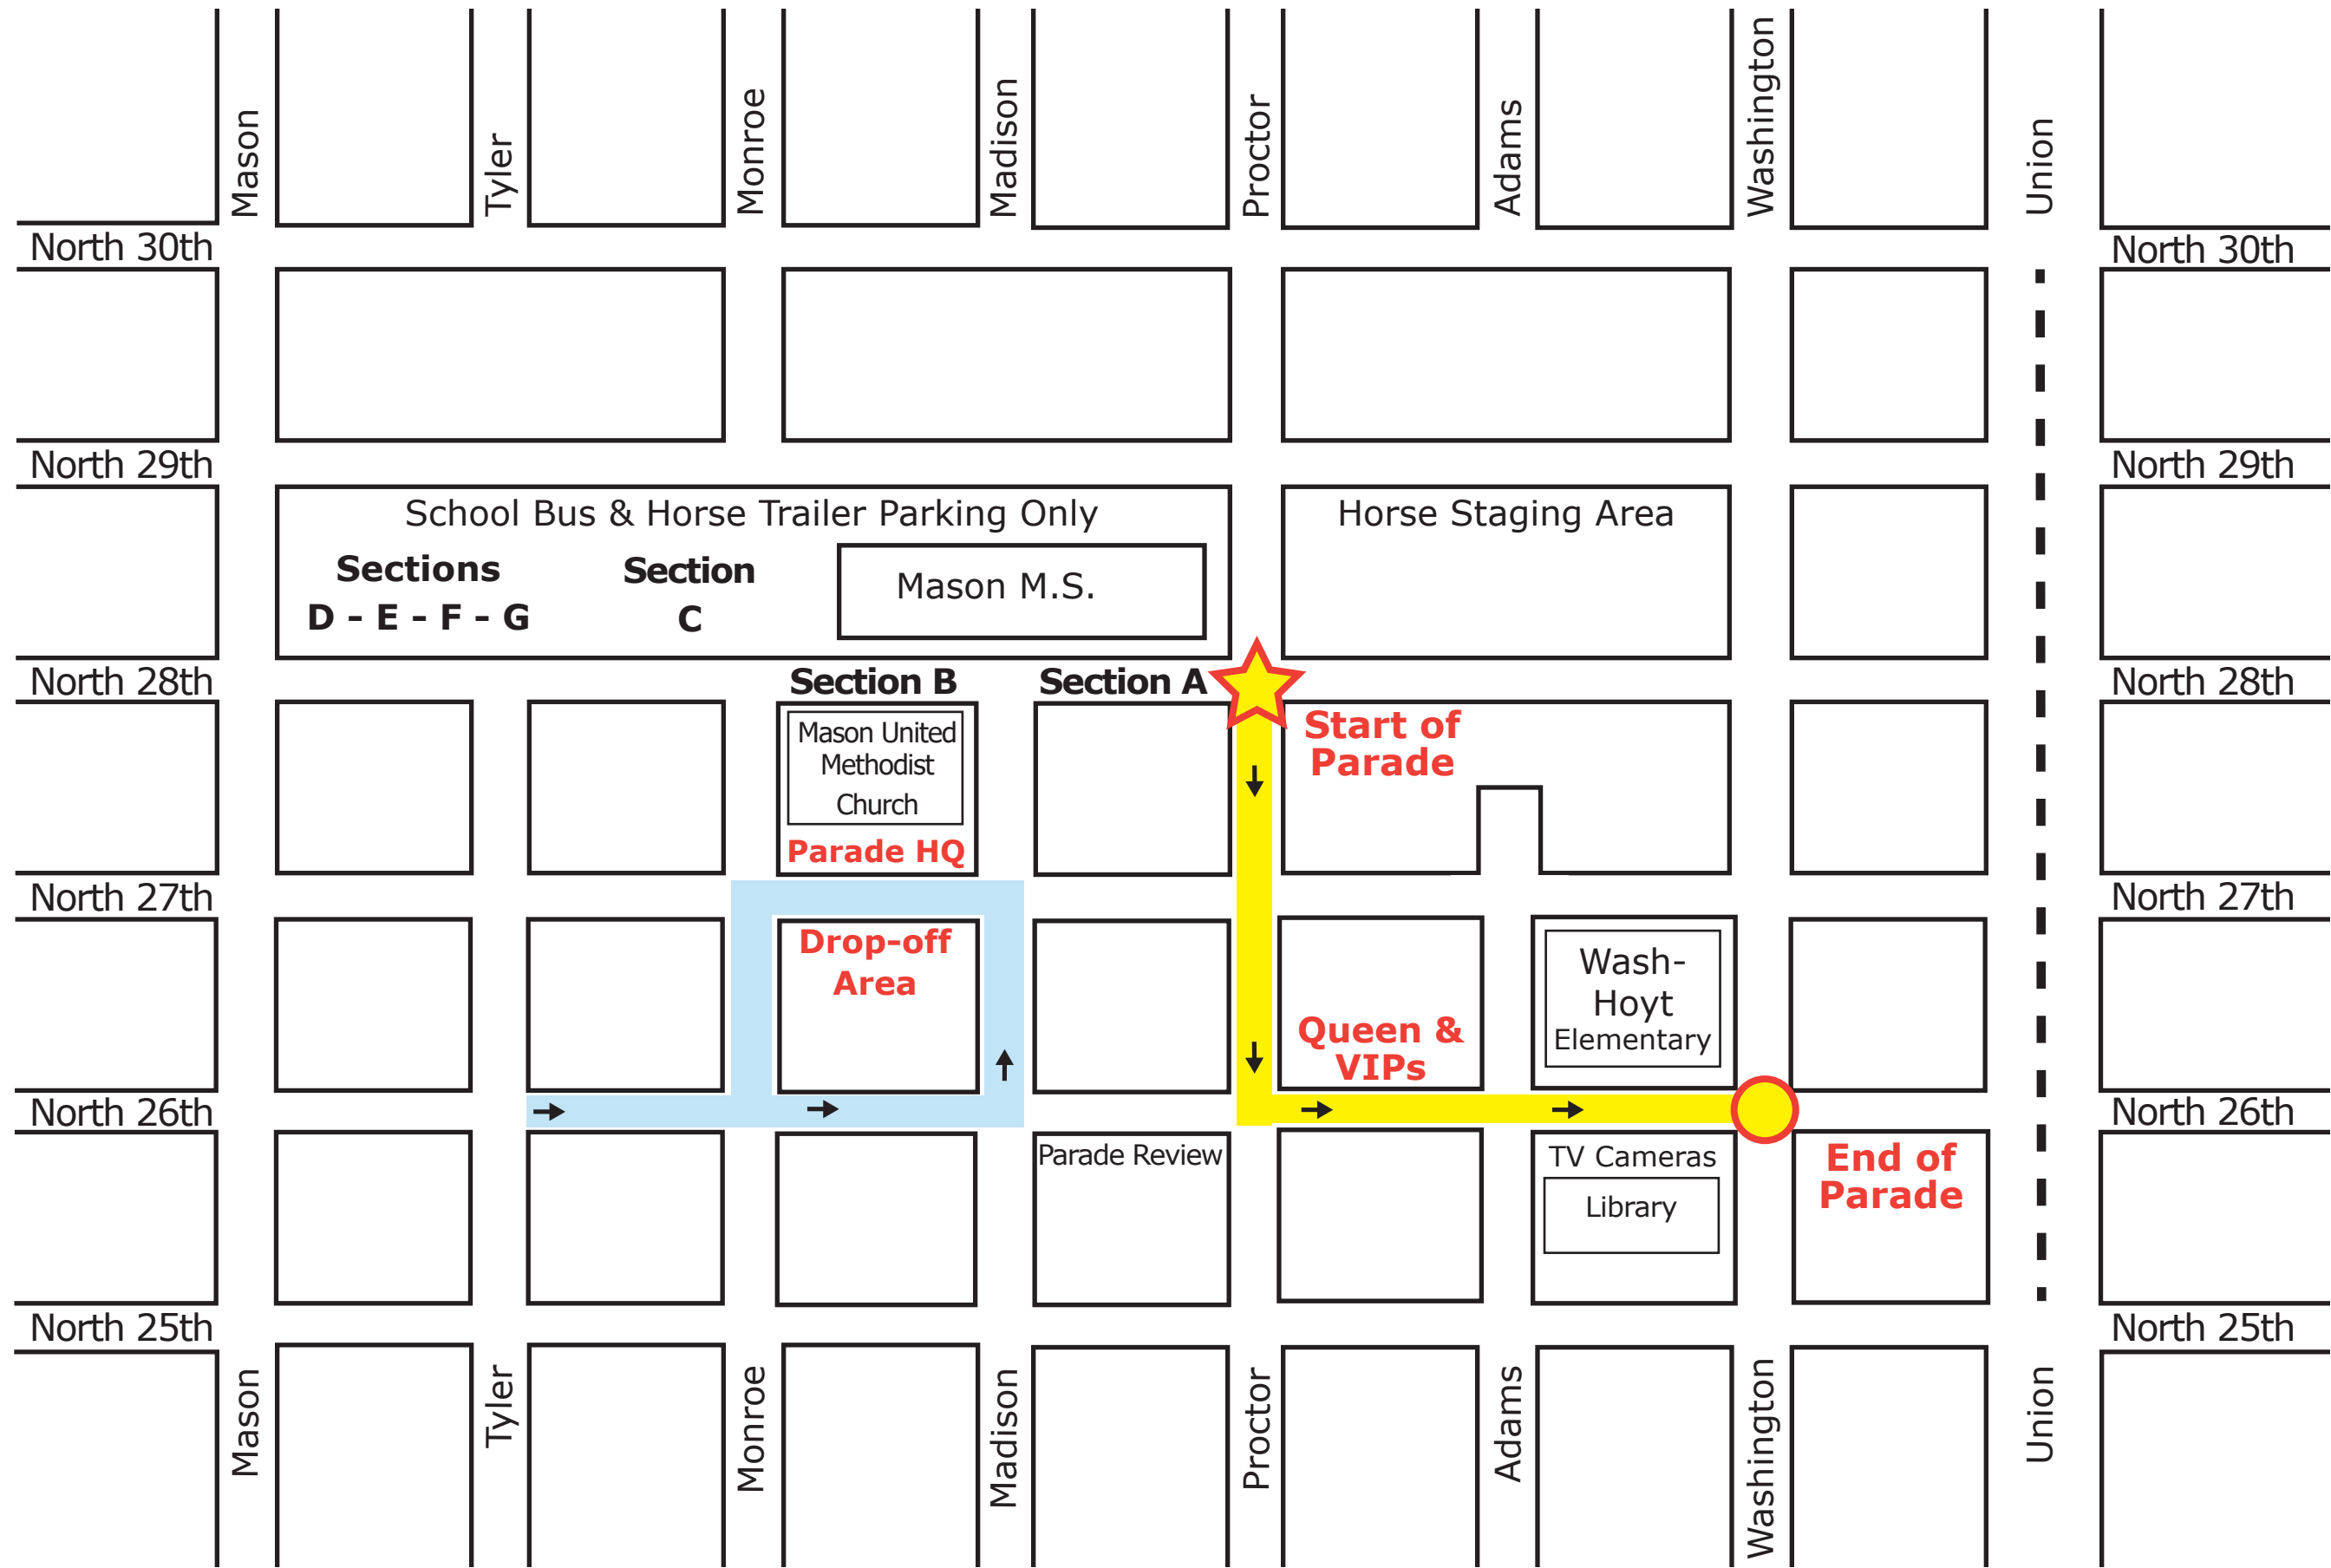 Mason
Tyler
Monroe
Madison
Proctor
Adams
Washington
Union
North 30th
North 30th
North 29th
North 29th
School Bus & Horse Trailer Parking Only
Horse Staging Area
Sections
D - E - F - G
Section
C
Mason M.S.
North 28th
Section B
Section A
North 28th
Mason United
Methodist
Church
Parade HQ
Start of
Parade
North 27th
North 27th
Drop-off
Area
Queen &
VIPs
Wash-
Hoyt
Elementary
North 26th
North 26th
Parade Review
TV Cameras
Library
End of
Parade
North 25th
North 25th
Mason
Tyler
Monroe
Madison
Proctor
Adams
Washington
Union